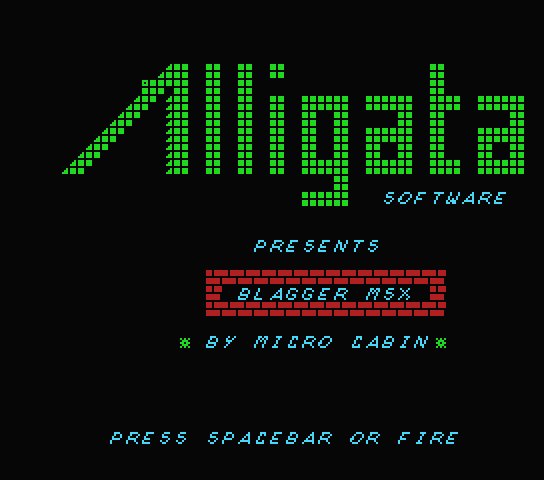 Alligata
SOFTWARE
PRESENTS
BLAGGER MSX
BY MICRO CABIN
PRESS SPACEBAR OR FIRE